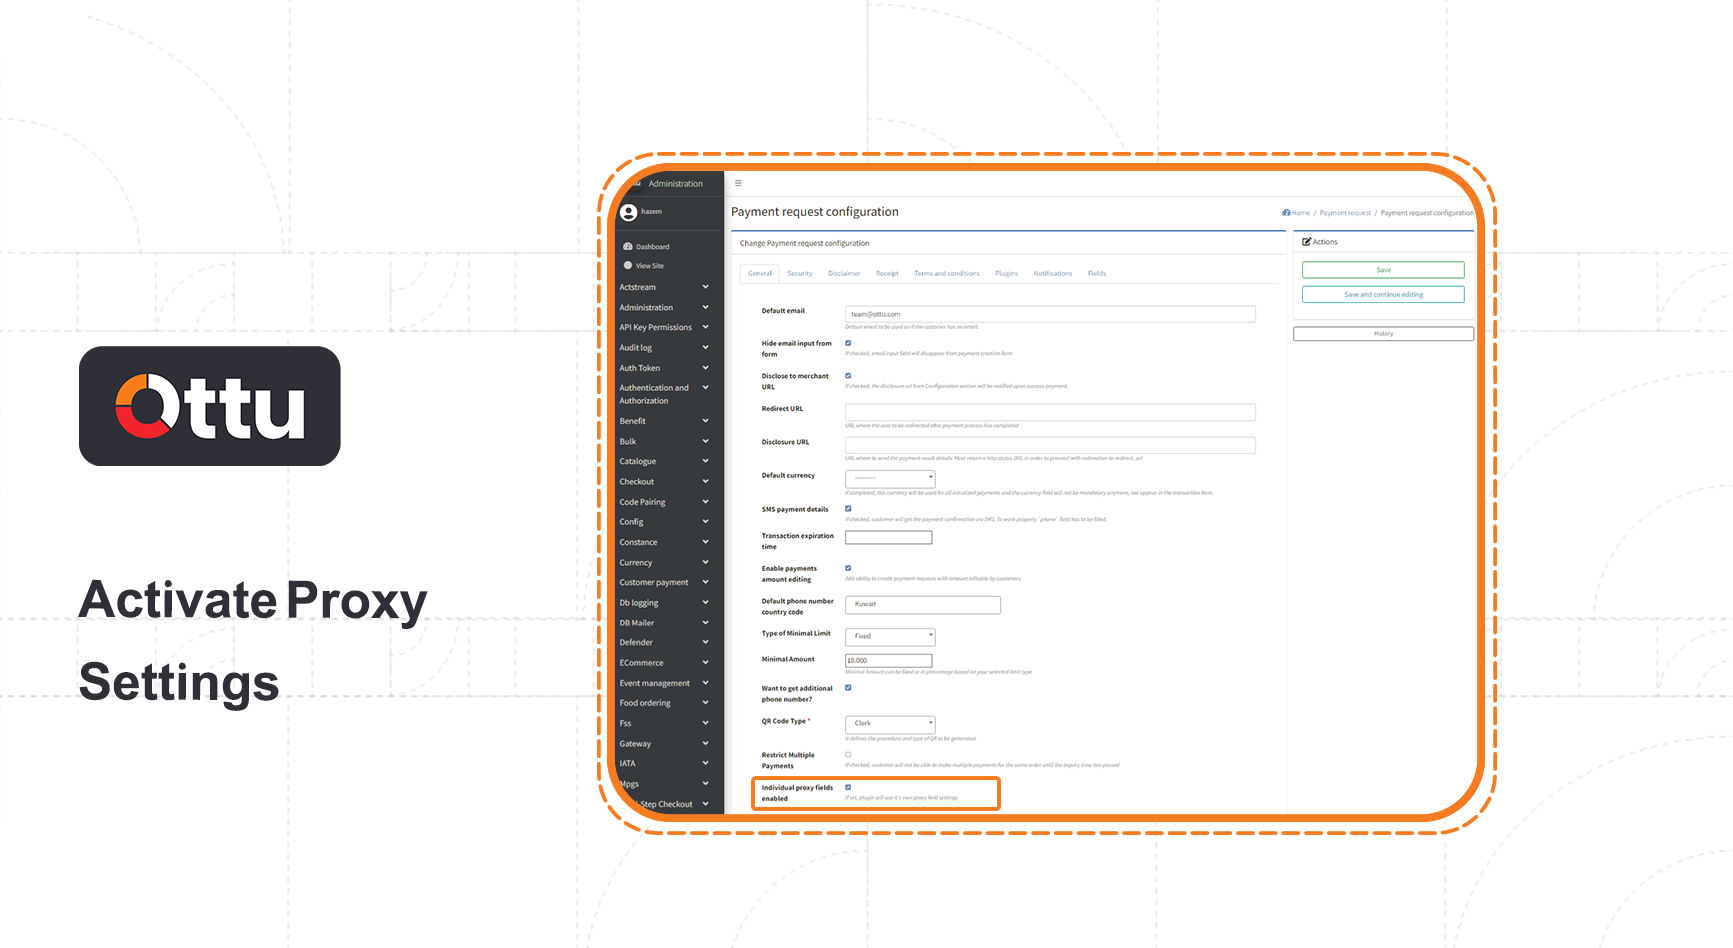 Ottu
Activate Proxy
Settings
Administration
hazem
Dashboard
View Site
Actstream
Administration
API Key Permissions
Audit log
Auth Token
Authentication and
Authorization
Benefit
Bulk
Catalogue
Checkout
Code Pairing
Config
Constance
Currency
Customer payment
Db logging
DB Mailer
Defender
ECommerce
Event management
Food ordering
Fss
Gateway
IATA
Mpgs
-Step Checkout
Payment request configuration
Home / Payment request / Payment request configuration
Change Payment request configuration
General Security Disclaimer Receipt Terms and conditions Plugins Notifications Fields
Default email
team@ottu.com
Default email to be used on if the customer has no email.
Hide email input from
form
If checked, email input field will disappear from payment creation form
Disclose to merchant
URL
If checked, the disclosure url from Configuration section will be notified upon success payment.
Redirect URL
URL where the user to be redirected after payment process has completed
Disclosure URL
URL where to send the payment result details. Must return a http status 200, in order to proceed with redirection to redirect_url
Default currency
---------
If completed, this currency will be used for all initialized payments and the currency field will not be mandatory anymore, nor appear in the transaction form.
SMS payment details
If checked, customer will get the payment confirmation via SMS. To work properly `phone` field has to be filled.
Transaction expiration
time
Enable payments
amount editing
Add ability to create payment requests with amount editable by customers
Default phone number
country code
Kuwait
Type of Minimal Limit
Fixed
Minimal Amount
10.000
Minimal Amount can be fixed or in percentage based on your selected limit type
Want to get additional
phone number?
QR Code Type *
Clerk
It defines the procedure and type of QR to be generated.
Restrict Multiple
Payments
If checked, customer will not be able to make multiple payments for the same order until the inquiry time has passed
Individual proxy fields
enabled
If set, plugin will use it's own proxy field settings
Actions
Save
Save and continue editing
History